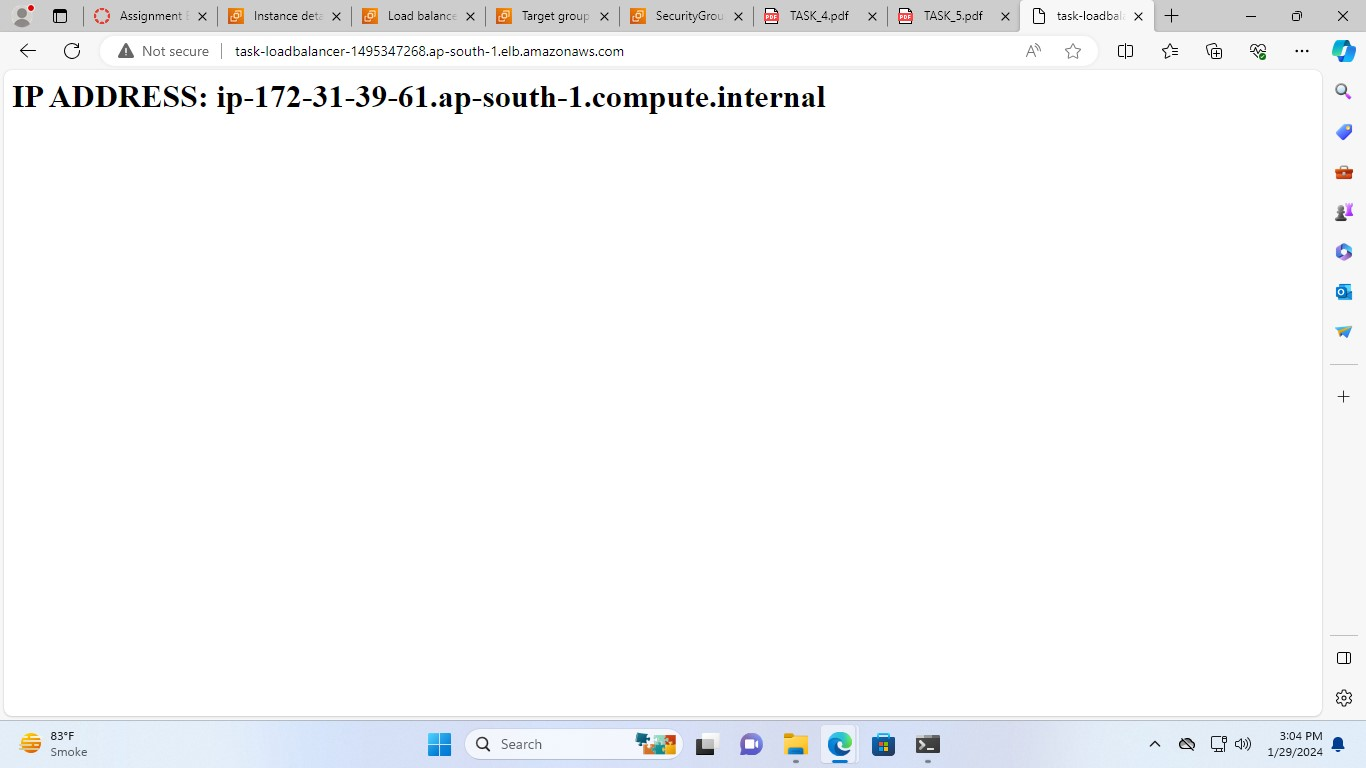 Assignment E
Instance deta
Load balance
Target group
SecurityGrou
TASK_4.pdf
TASK_5.pdf
task-loadbala
Not secure
task-loadbalancer-1495347268.ap-south-1.elb.amazonaws.com
IP ADDRESS: ip-172-31-39-61.ap-south-1.compute.internal
83°F
Smoke
Search
3:04 PM
1/29/2024